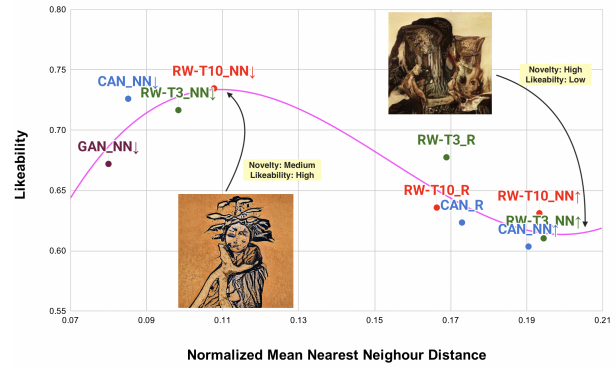 0.80
0.75
0.70
0.65
0.60
0.55
Likeability
CAN_NN↓
RW-T10_NN↓
RW-T3_NN↓
GAN_NN↓
Novelty: Medium
Likeability: High
Novelty: High
Likeabilty: Low
RW-T3_R
RW-T10_R
CAN_R
RW-T10_NN↑
RW-T3_NN↑
CAN_NN↑
0.07 0.09 0.11 0.13 0.15 0.17 0.19 0.21
Normalized Mean Nearest Neighour Distance